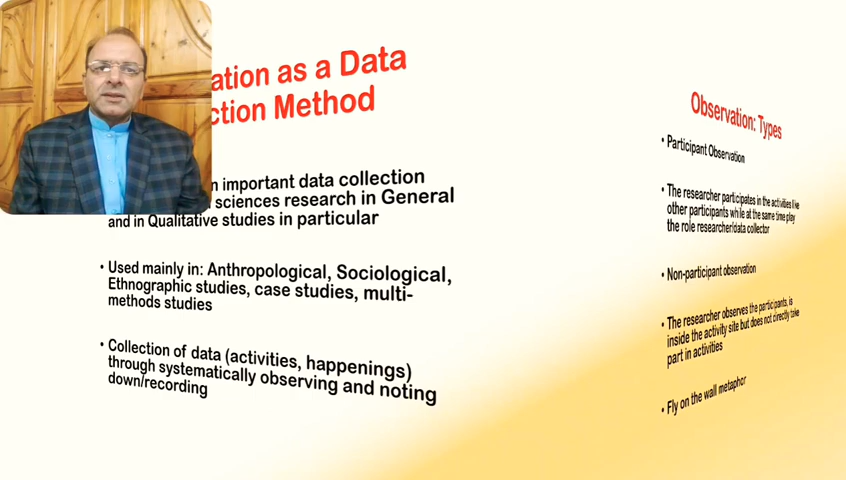 ation as a Data
ction Method
n important data collection
sciences research in General
and in Qualitative studies in particular
• Used mainly in: Anthropological, Sociological,
Ethnographic studies, case studies, multi-
methods studies
• Collection of data (activities, happenings)
through systematically observing and noting
down/recording
Observation: Types
• Participant Observation
• The researcher participates in the activities like
other participants while at the same time play
the role researcher/data collector
• Non-participant observation
• The researcher observes the participants, is
inside the activity site but does not directly take
part in activities
• Fly on the wall metaphor